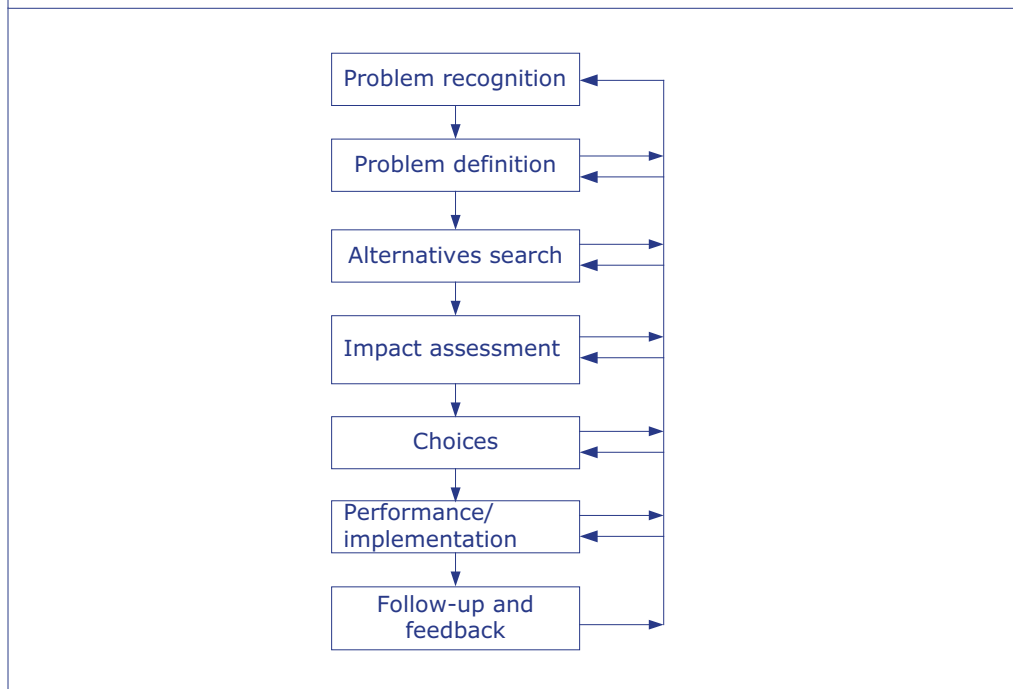 Problem recognition
Problem definition
Alternatives search
Impact assessment
Choices
Performance/
implementation
Follow-up and
feedback